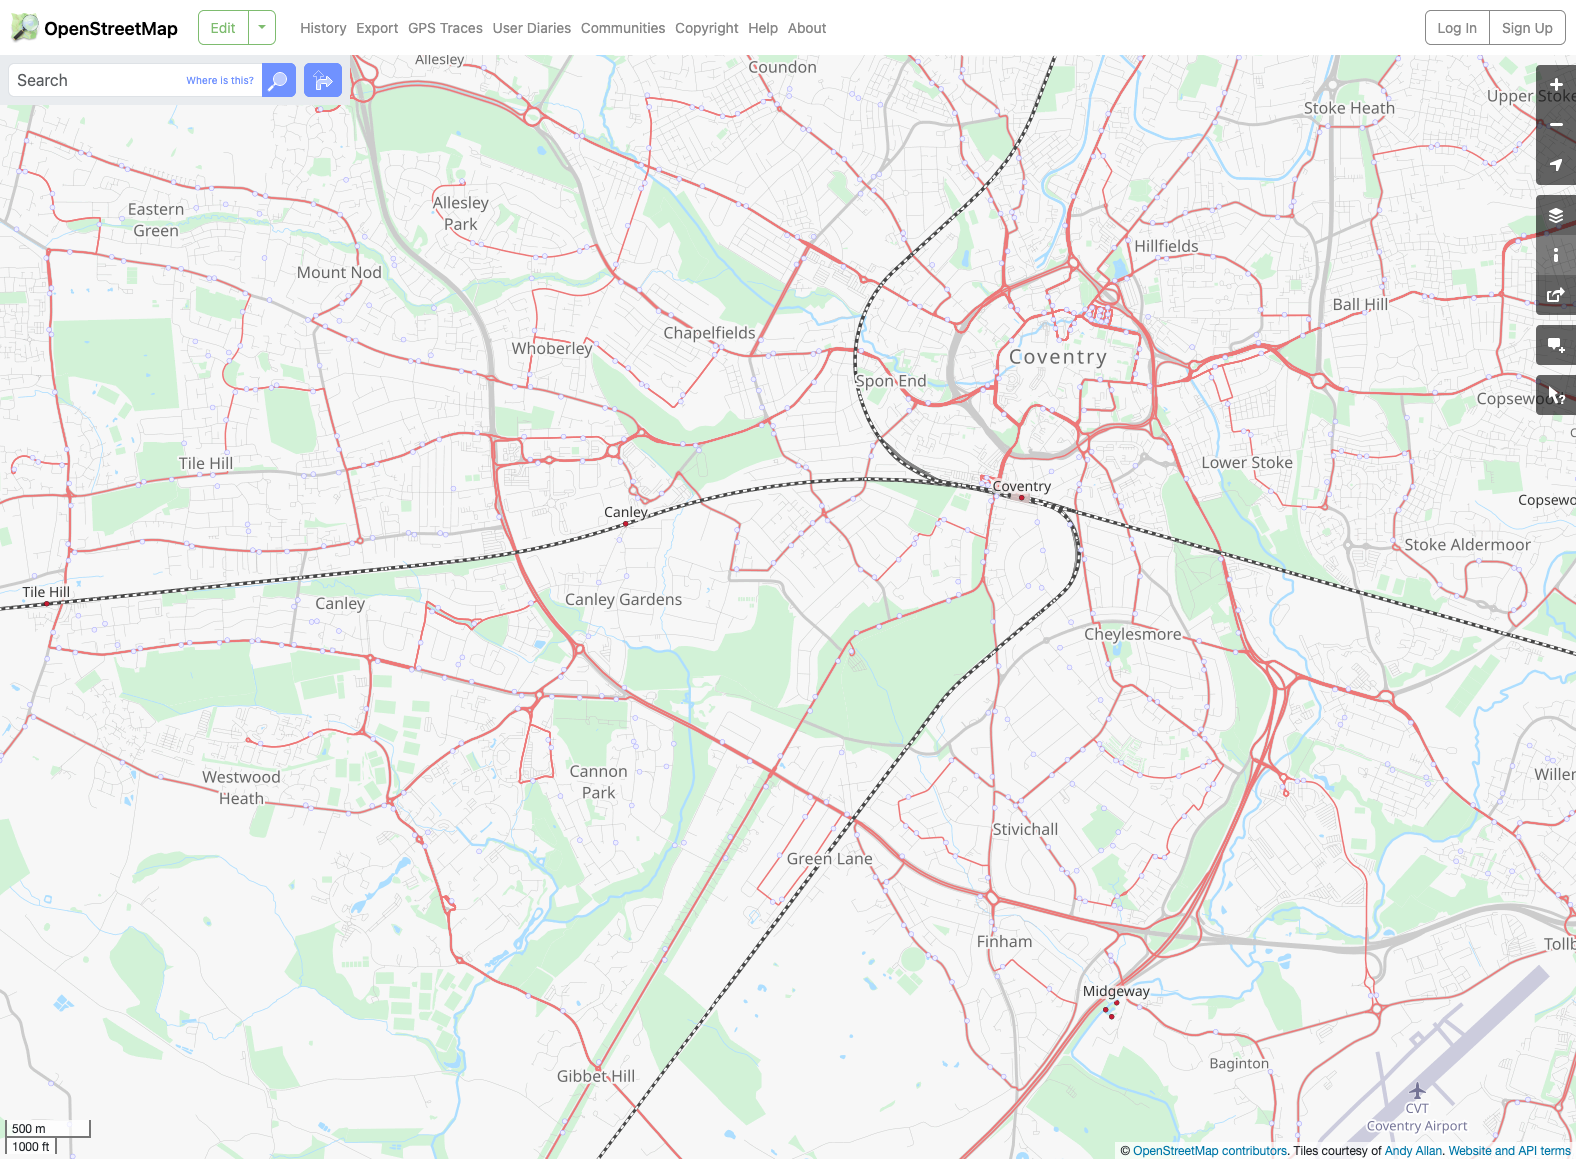 OpenStreetMap
Edit
History
Export
GPS Traces
User Diaries
Communities
Copyright
Help
About
Log In
Sign Up
Search
Where is this?
Allesley
Coundon
Stoke Heath
Upper Stoke
Eastern
Green
Allesley
Park
Hillfields
Mount Nod
Ball Hill
Chapelfields
Whoberley
Coventry
Spon End
Tile Hill
Lower Stoke
Coventry
Canley
Stoke Aldermoor
Tile Hill
Canley
Canley Gardens
Cheylesmore
Westwood
Heath
Cannon
Park
Stivichall
Green Lane
Finham
Midgeway
Baginton
Gibbet Hill
CVT
Coventry Airport
500 m
1000 ft
© OpenStreetMap contributors. Tiles courtesy of Andy Allan. Website and API terms